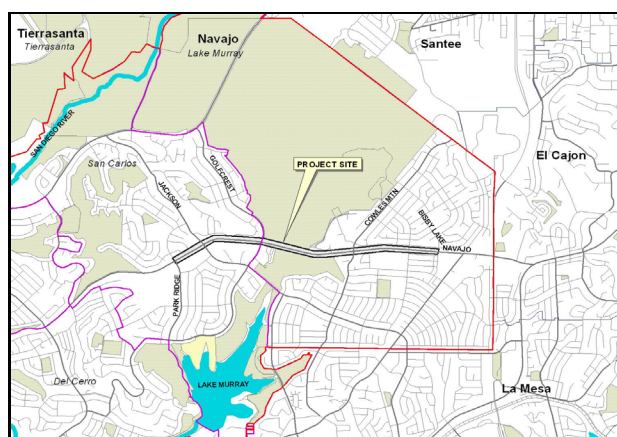 Tierrasanta
Tierrasanta
Navajo
Lake Murray
Santee
SAN DIEGO RIVER
San Carlos
GOLFCREST
JACKSON
PROJECT SITE
El Cajon
COWLES MTN
BISBY LAKE
NAVAJO
PARK RIDGE
Del Cerro
LAKE MURRAY
La Mesa